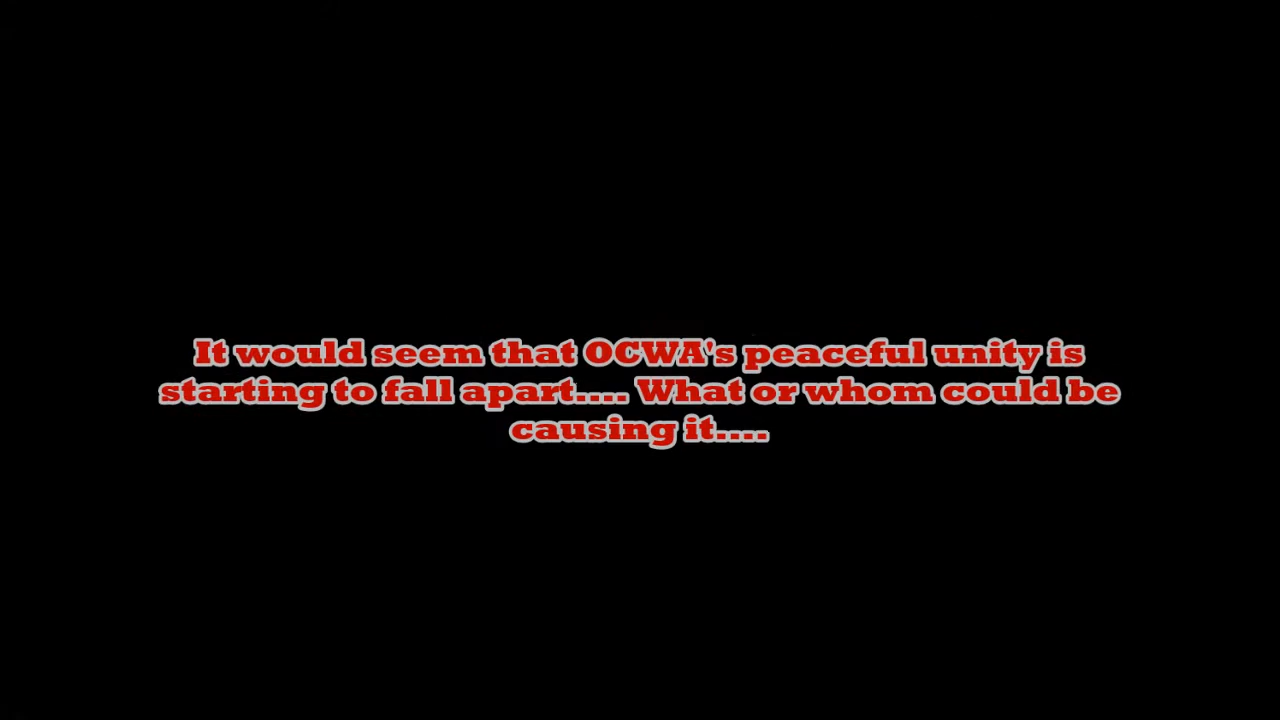 It would seem that OCWA's peaceful unity is
starting to fall apart.... What or whom could be
causing it....